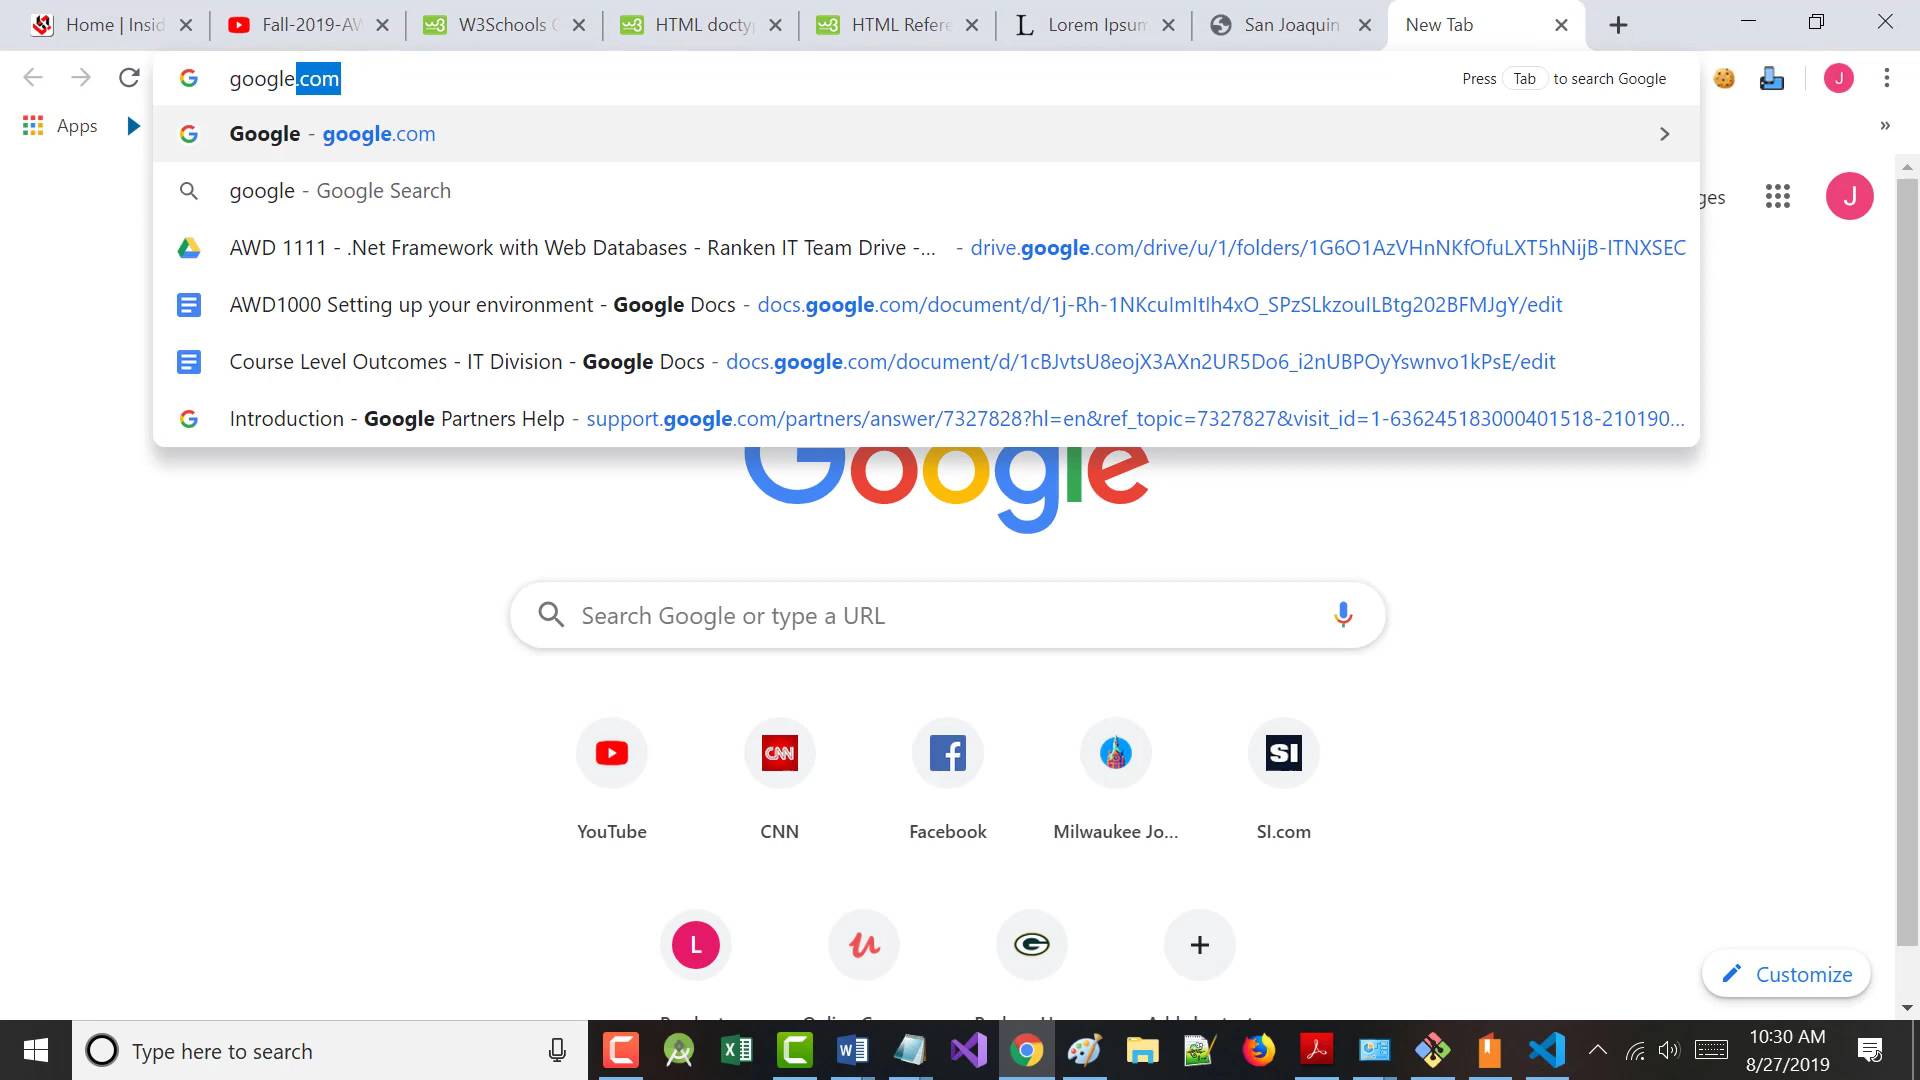 Home | Insid
Fall-2019-AW
W3Schools
HTML doctyp
HTML Refere
Lorem Ipsum
San Joaquin
New Tab
google.com
Press Tab to search Google
J
Apps
»
Google - google.com
google - Google Search
AWD 1111 - .Net Framework with Web Databases - Ranken IT Team Drive -... - drive.google.com/drive/u/1/folders/1G6O1AzVHnNKfOfuLXT5hNijB-ITNXSEC
AWD1000 Setting up your environment - Google Docs - docs.google.com/document/d/1j-Rh-1NKcuImItIh4xO_SPzSLkzouILBtg202BFMJgY/edit
Course Level Outcomes - IT Division - Google Docs - docs.google.com/document/d/1cBJvtsU8eojX3AXn2UR5Do6_i2nUBPOyYswnvo1kPsE/edit
Introduction - Google Partners Help - support.google.com/partners/answer/7327828?hl=en&ref_topic=7327827&visit_id=1-636245183000401518-210190...
ges
J
Google
Search Google or type a URL
YouTube
CNN
Facebook
Milwaukee Jo...
SI.com
L
Customize
Type here to search
10:30 AM
8/27/2019